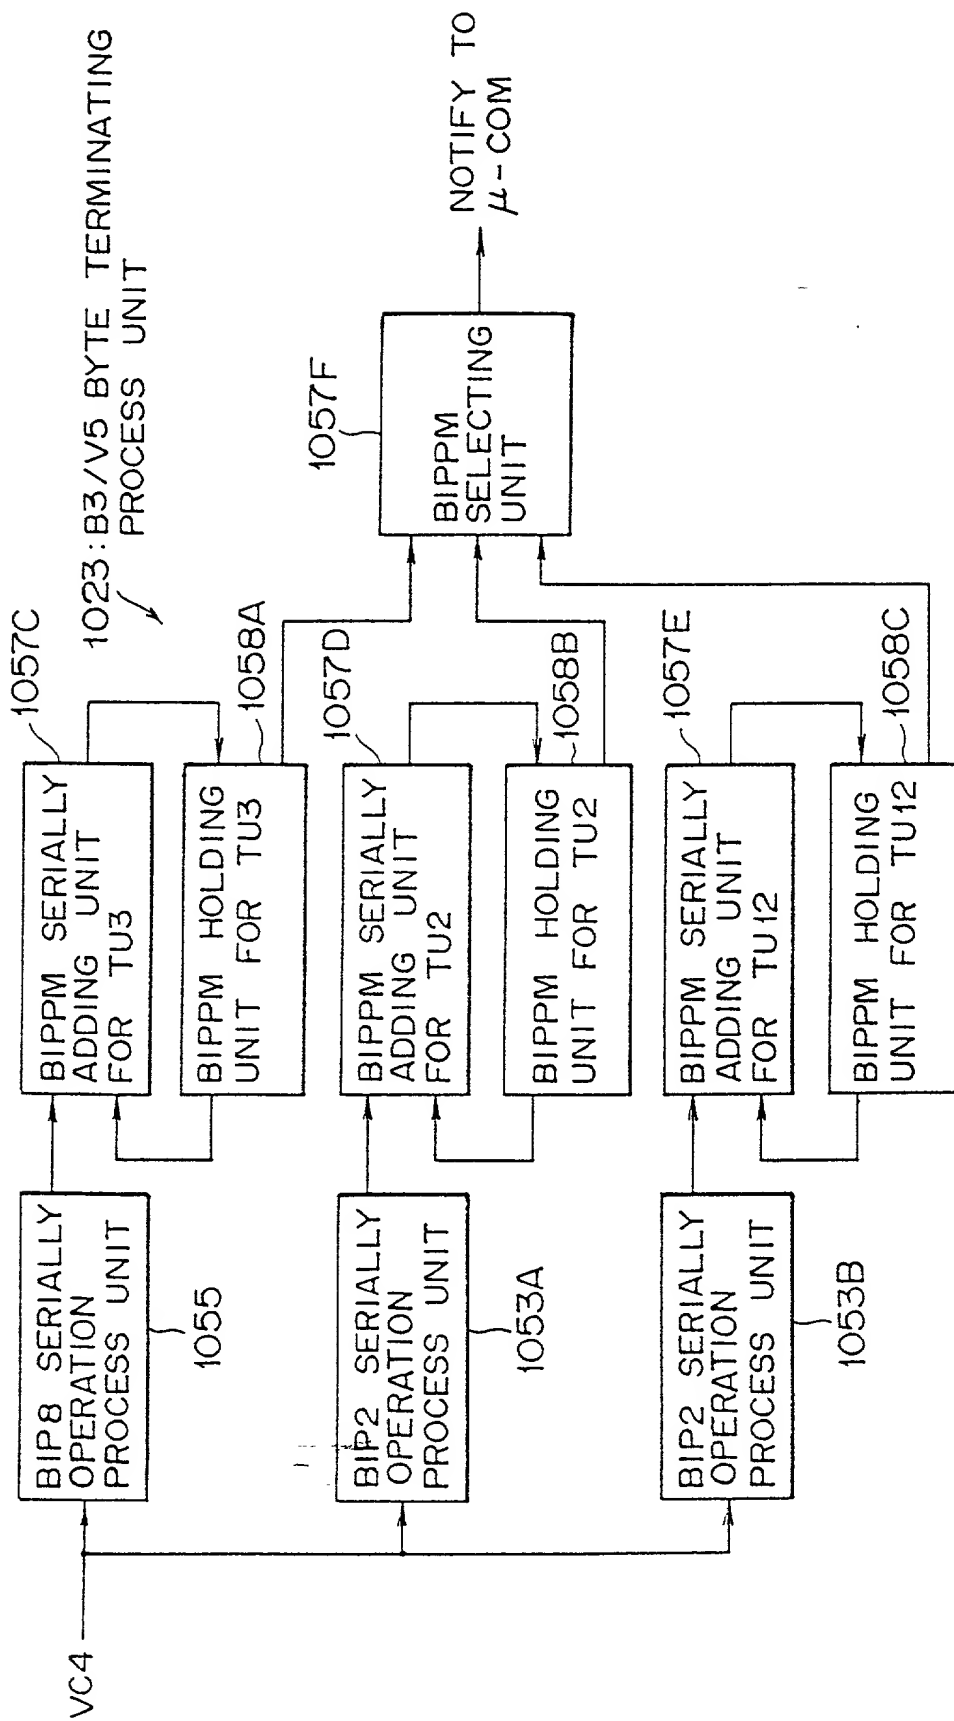 1023:B3/V5 BYTE TERMINATING
PROCESS UNIT
VC4
BIP8 SERIALLY
OPERATION
PROCESS UNIT
1055
BIPPM SERIALLY
ADDING UNIT
FOR TU3
1057C
BIPPM HOLDING
UNIT FOR TU3
1058A
BIP2 SERIALLY
OPERATION
PROCESS UNIT
1053A
BIPPM SERIALLY
ADDING UNIT
FOR TU2
1057D
BIPPM HOLDING
UNIT FOR TU2
1058B
BIP2 SERIALLY
OPERATION
PROCESS UNIT
1053B
BIPPM SERIALLY
ADDING UNIT
FOR TU12
1057E
BIPPM HOLDING
UNIT FOR TU12
1058C
1057F
BIPPM
SELECTING
UNIT
NOTIFY TO
μ-COM